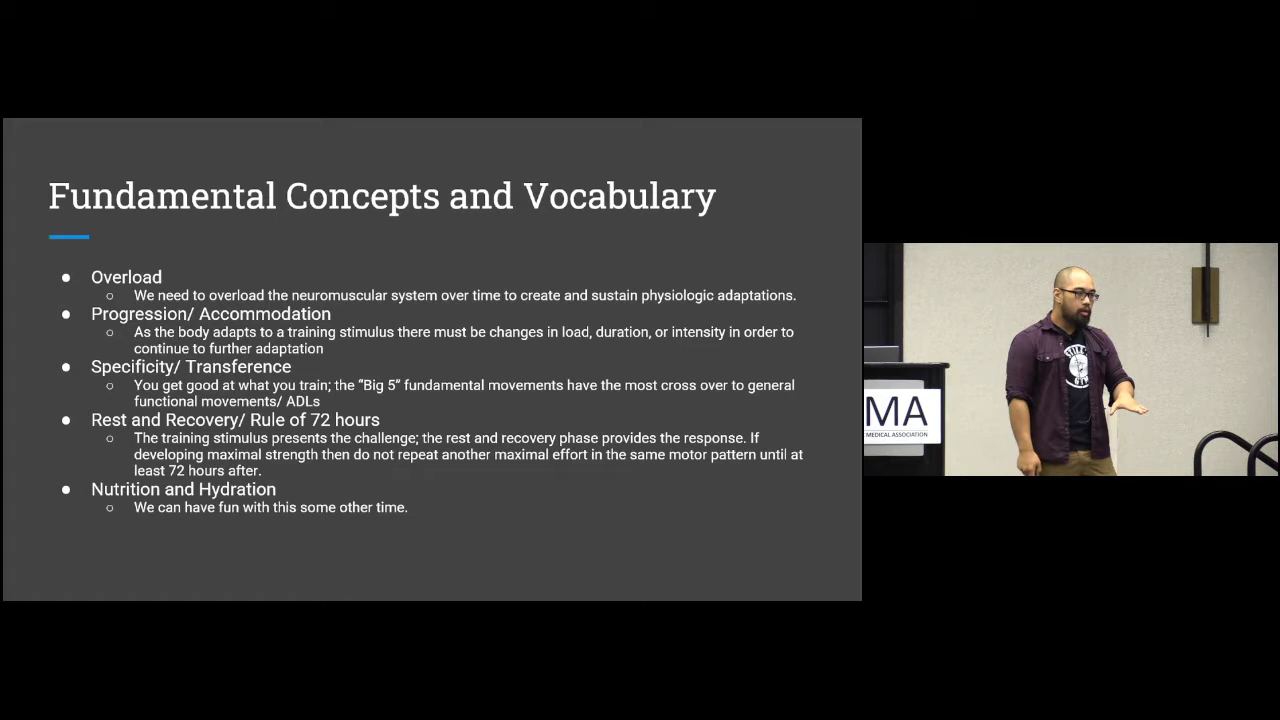 Fundamental Concepts and Vocabulary
● Overload
○ We need to overload the neuromuscular system over time to create and sustain physiologic adaptations.
● Progression/ Accommodation
○ As the body adapts to a training stimulus there must be changes in load, duration, or intensity in order to
continue to further adaptation
● Specificity/ Transference
○ You get good at what you train; the “Big 5” fundamental movements have the most cross over to general
functional movements/ ADLs
● Rest and Recovery/ Rule of 72 hours
○ The training stimulus presents the challenge; the rest and recovery phase provides the response. If
developing maximal strength then do not repeat another maximal effort in the same motor pattern until at
least 72 hours after.
● Nutrition and Hydration
○ We can have fun with this some other time.
MA
MEDICAL ASSOCIATION